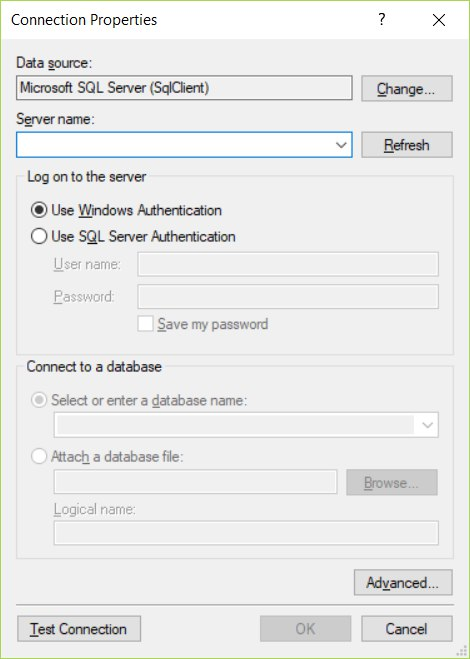 Connection Properties
?
Data source:
Microsoft SQL Server (SqlClient)
Change...
Server name:
Refresh
Log on to the server
Use Windows Authentication
Use SQL Server Authentication
User name:
Password:
Save my password
Connect to a database
Select or enter a database name:
Attach a database file:
Browse...
Logical name:
Advanced...
Test Connection
OK
Cancel